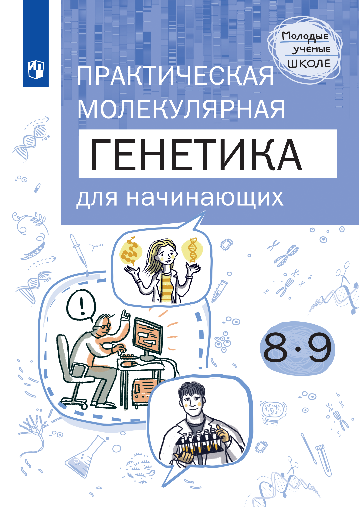 Молодые
учёные
ШКОЛЕ
ПРАКТИЧЕСКАЯ
МОЛЕКУЛЯРНАЯ
ГЕНЕТИКА
для начинающих
!
8·9